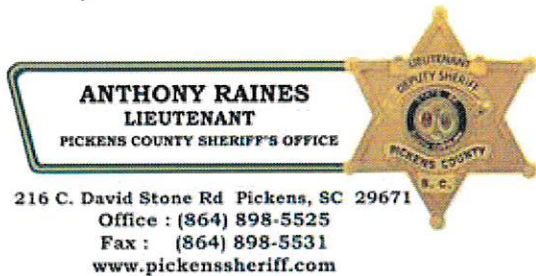 ANTHONY RAINES
LIEUTENANT
PICKENS COUNTY SHERIFF'S OFFICE
LIEUTENANT
DEPUTY SHERIFF
PICKENS COUNTY
S. C.
216 C. David Stone Rd Pickens, SC 29671
Office : (864) 898-5525
Fax : (864) 898-5531
www.pickenssheriff.com